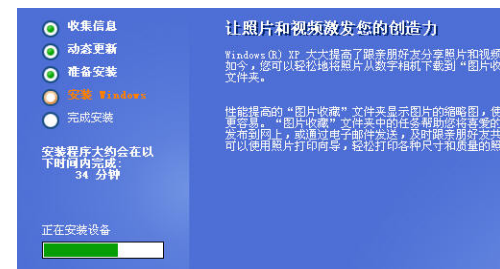 收集信息
动态更新
准备安装
安装 Windows
完成安装
安装程序大约会在以
下时间内完成:
34 分钟
正在安装设备
让照片和视频激发您的创造力
Windows(R) XP 大大提高了跟亲朋好友分享照片和视频
如今，您可以轻松地将照片从数字相机下载到“图片收
文件夹。
性能提高的“图片收藏”文件夹显示图片的缩略图，使
更容易。“图片收藏”文件夹中的任务帮助您将喜爱的
发布到网上，或通过电子邮件发送，及时跟亲朋好友共
可以使用照片打印向导，轻松打印各种尺寸和质量的照